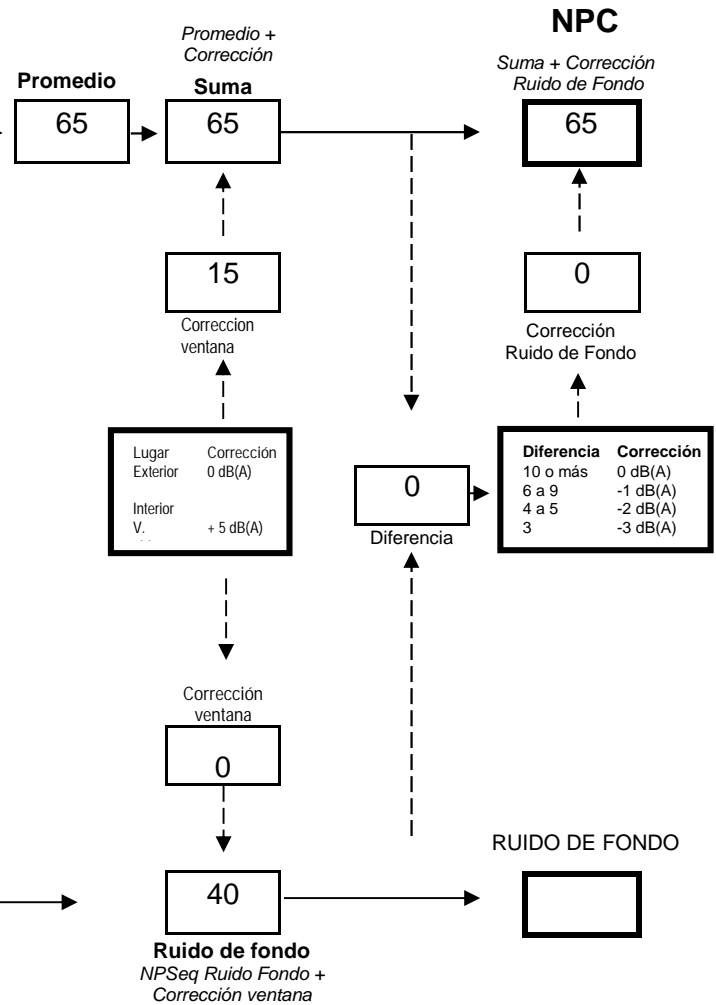 NPC
Promedio +
Corrección
Suma + Corrección
Ruido de Fondo
Promedio
Suma
65
65
65
15
0
Correccion
ventana
Corrección
Ruido de Fondo
Lugar Corrección
Exterior 0 dB(A)
Interior
V. + 5 dB(A)
0
Diferencia
Diferencia Corrección
10 o más 0 dB(A)
6 a 9 -1 dB(A)
4 a 5 -2 dB(A)
3 -3 dB(A)
Corrección
ventana
0
RUIDO DE FONDO
40
Ruido de fondo
NPSeq Ruido Fondo +
Corrección ventana